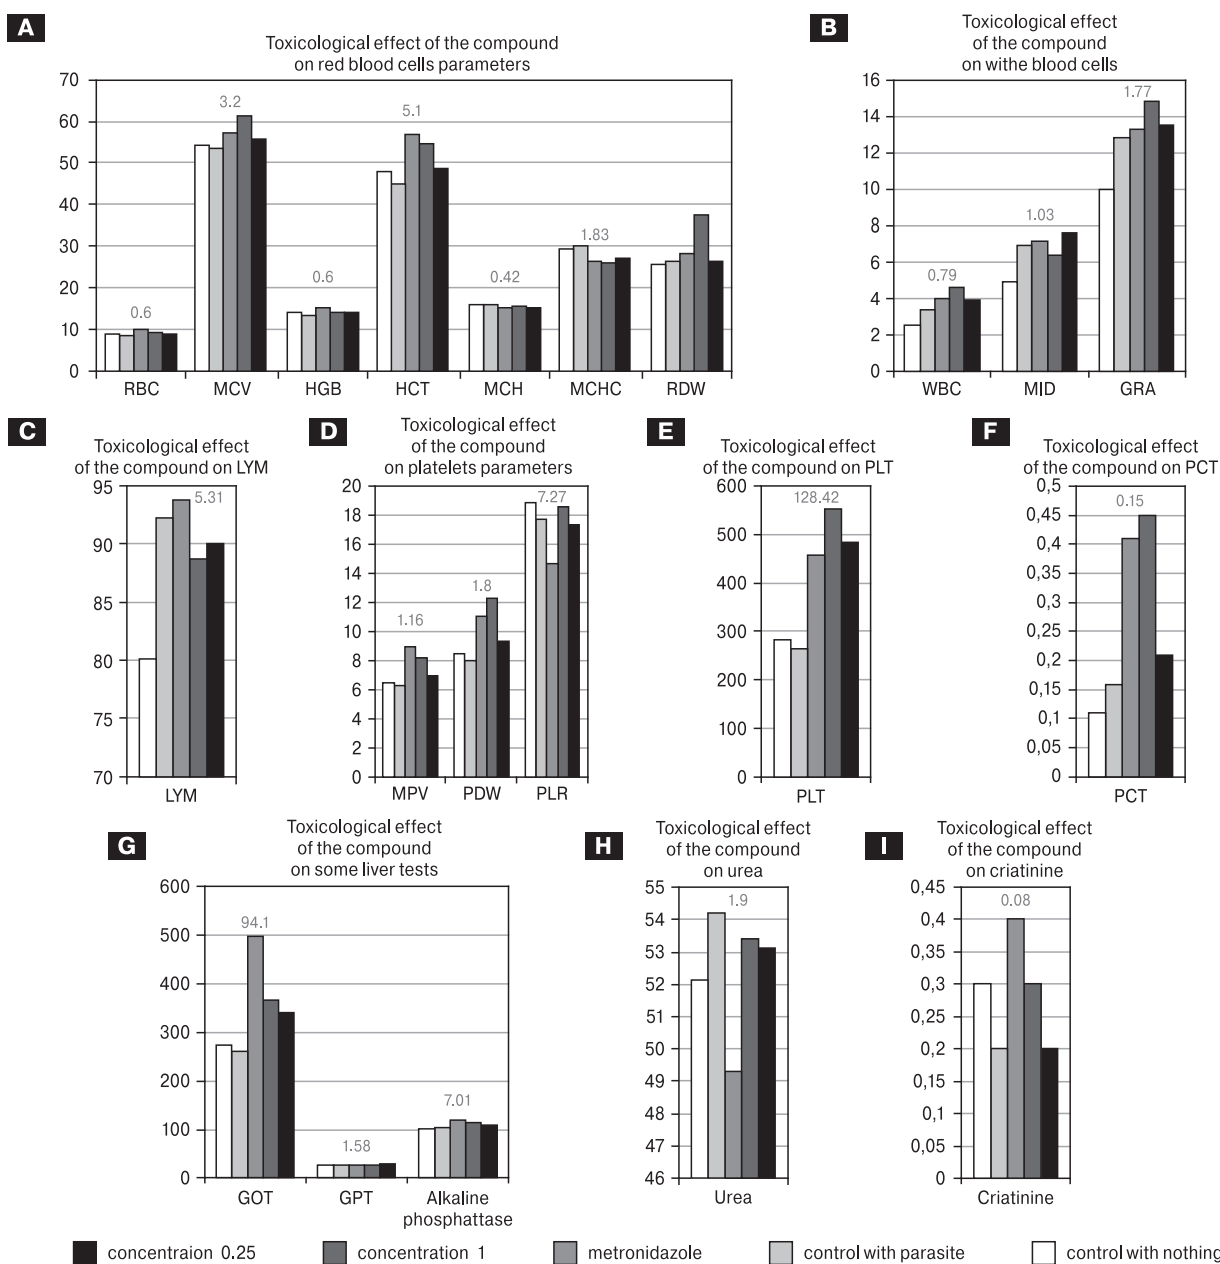 A
Toxicological effect of the compound
on red blood cells parameters
70
60
50
40
30
20
10
0
3.2
5.1
0.6
0.6
0.42
1.83
RBC MCV HGB HCT MCH MCHC RDW
B
Toxicological effect
of the compound
on withe blood cells
16
14
12
10
8
6
4
2
0
1.77
1.03
0.79
WBC MID GRA
C
Toxicological effect
of the compound on LYM
95
90
85
80
75
70
5.31
LYM
D
Toxicological effect
of the compound
on platelets parameters
20
18
16
14
12
10
8
6
4
2
0
7.27
1.8
1.16
MPV PDW PLR
E
Toxicological effect
of the compound on PLT
600
500
400
300
200
100
0
128.42
PLT
F
Toxicological effect
of the compound on PCT
0,5
0,45
0,4
0,35
0,3
0,25
0,2
0,15
0,1
0,05
0
0.15
PCT
G
Toxicological effect
of the compound
on some liver tests
600
500
400
300
200
100
0
94.1
1.58
7.01
GOT GPT Alkaline
phosphattase
H
Toxicological effect
of the compound
on urea
55
54
53
52
51
50
49
48
47
46
1.9
Urea
I
Toxicological effect
of the compound
on criatinine
0,45
0,4
0,35
0,3
0,25
0,2
0,15
0,1
0,05
0
0.08
Criatinine
concentraion 0.25 concentration 1 metronidazole control with parasite control with nothing